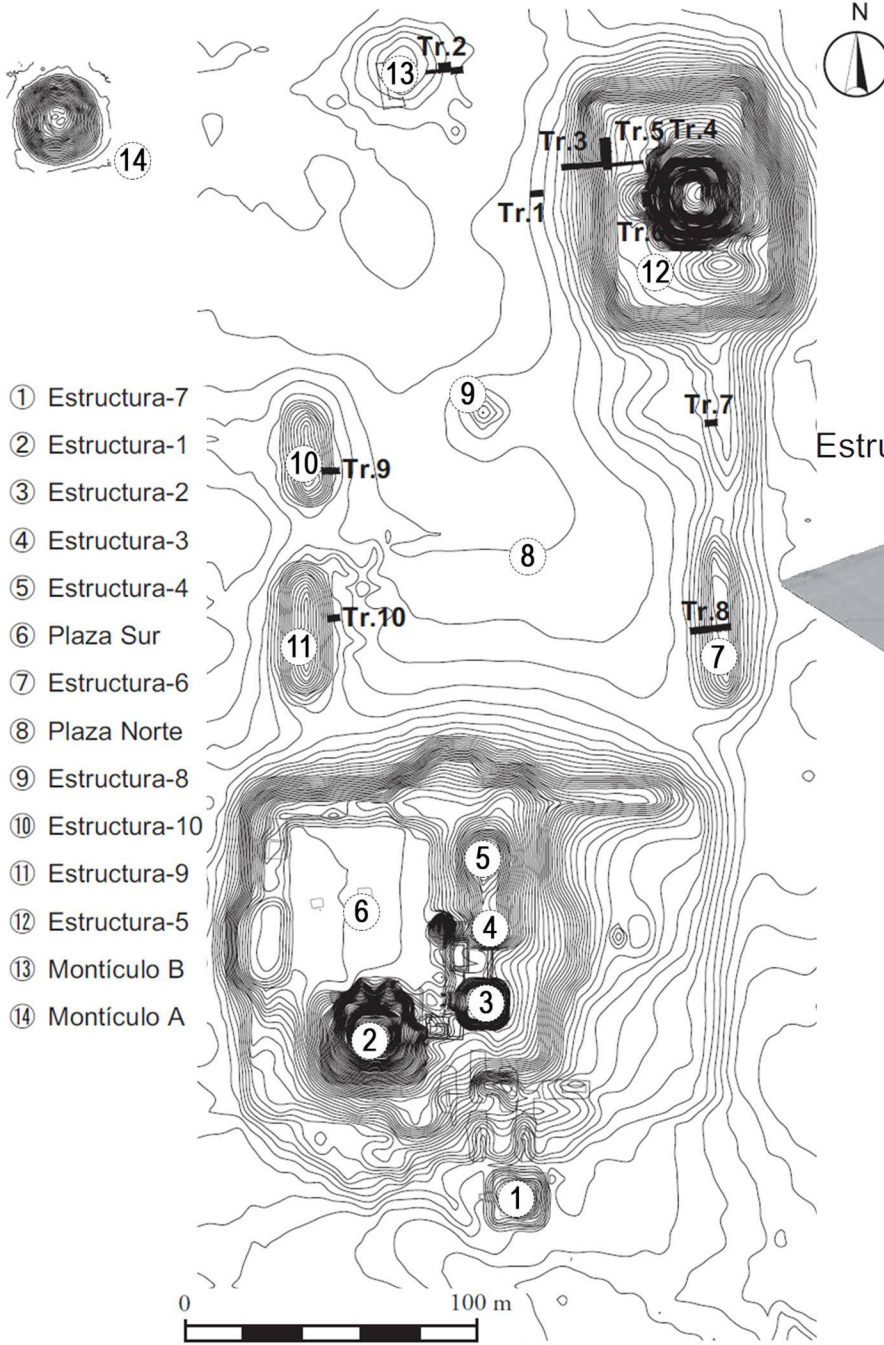 N
Tr.2
13
14
Tr.3
Tr.5
Tr.4
Tr.1
12
9
Tr.7
10
Tr.9
8
Tr.10
11
Tr.8
7
① Estructura-7
② Estructura-1
③ Estructura-2
④ Estructura-3
⑤ Estructura-4
⑥ Plaza Sur
⑦ Estructura-6
⑧ Plaza Norte
⑨ Estructura-8
⑩ Estructura-10
⑪ Estructura-9
⑫ Estructura-5
⑬ Montículo B
⑭ Montículo A
Estru
5
6
4
3
2
1
0 100 m